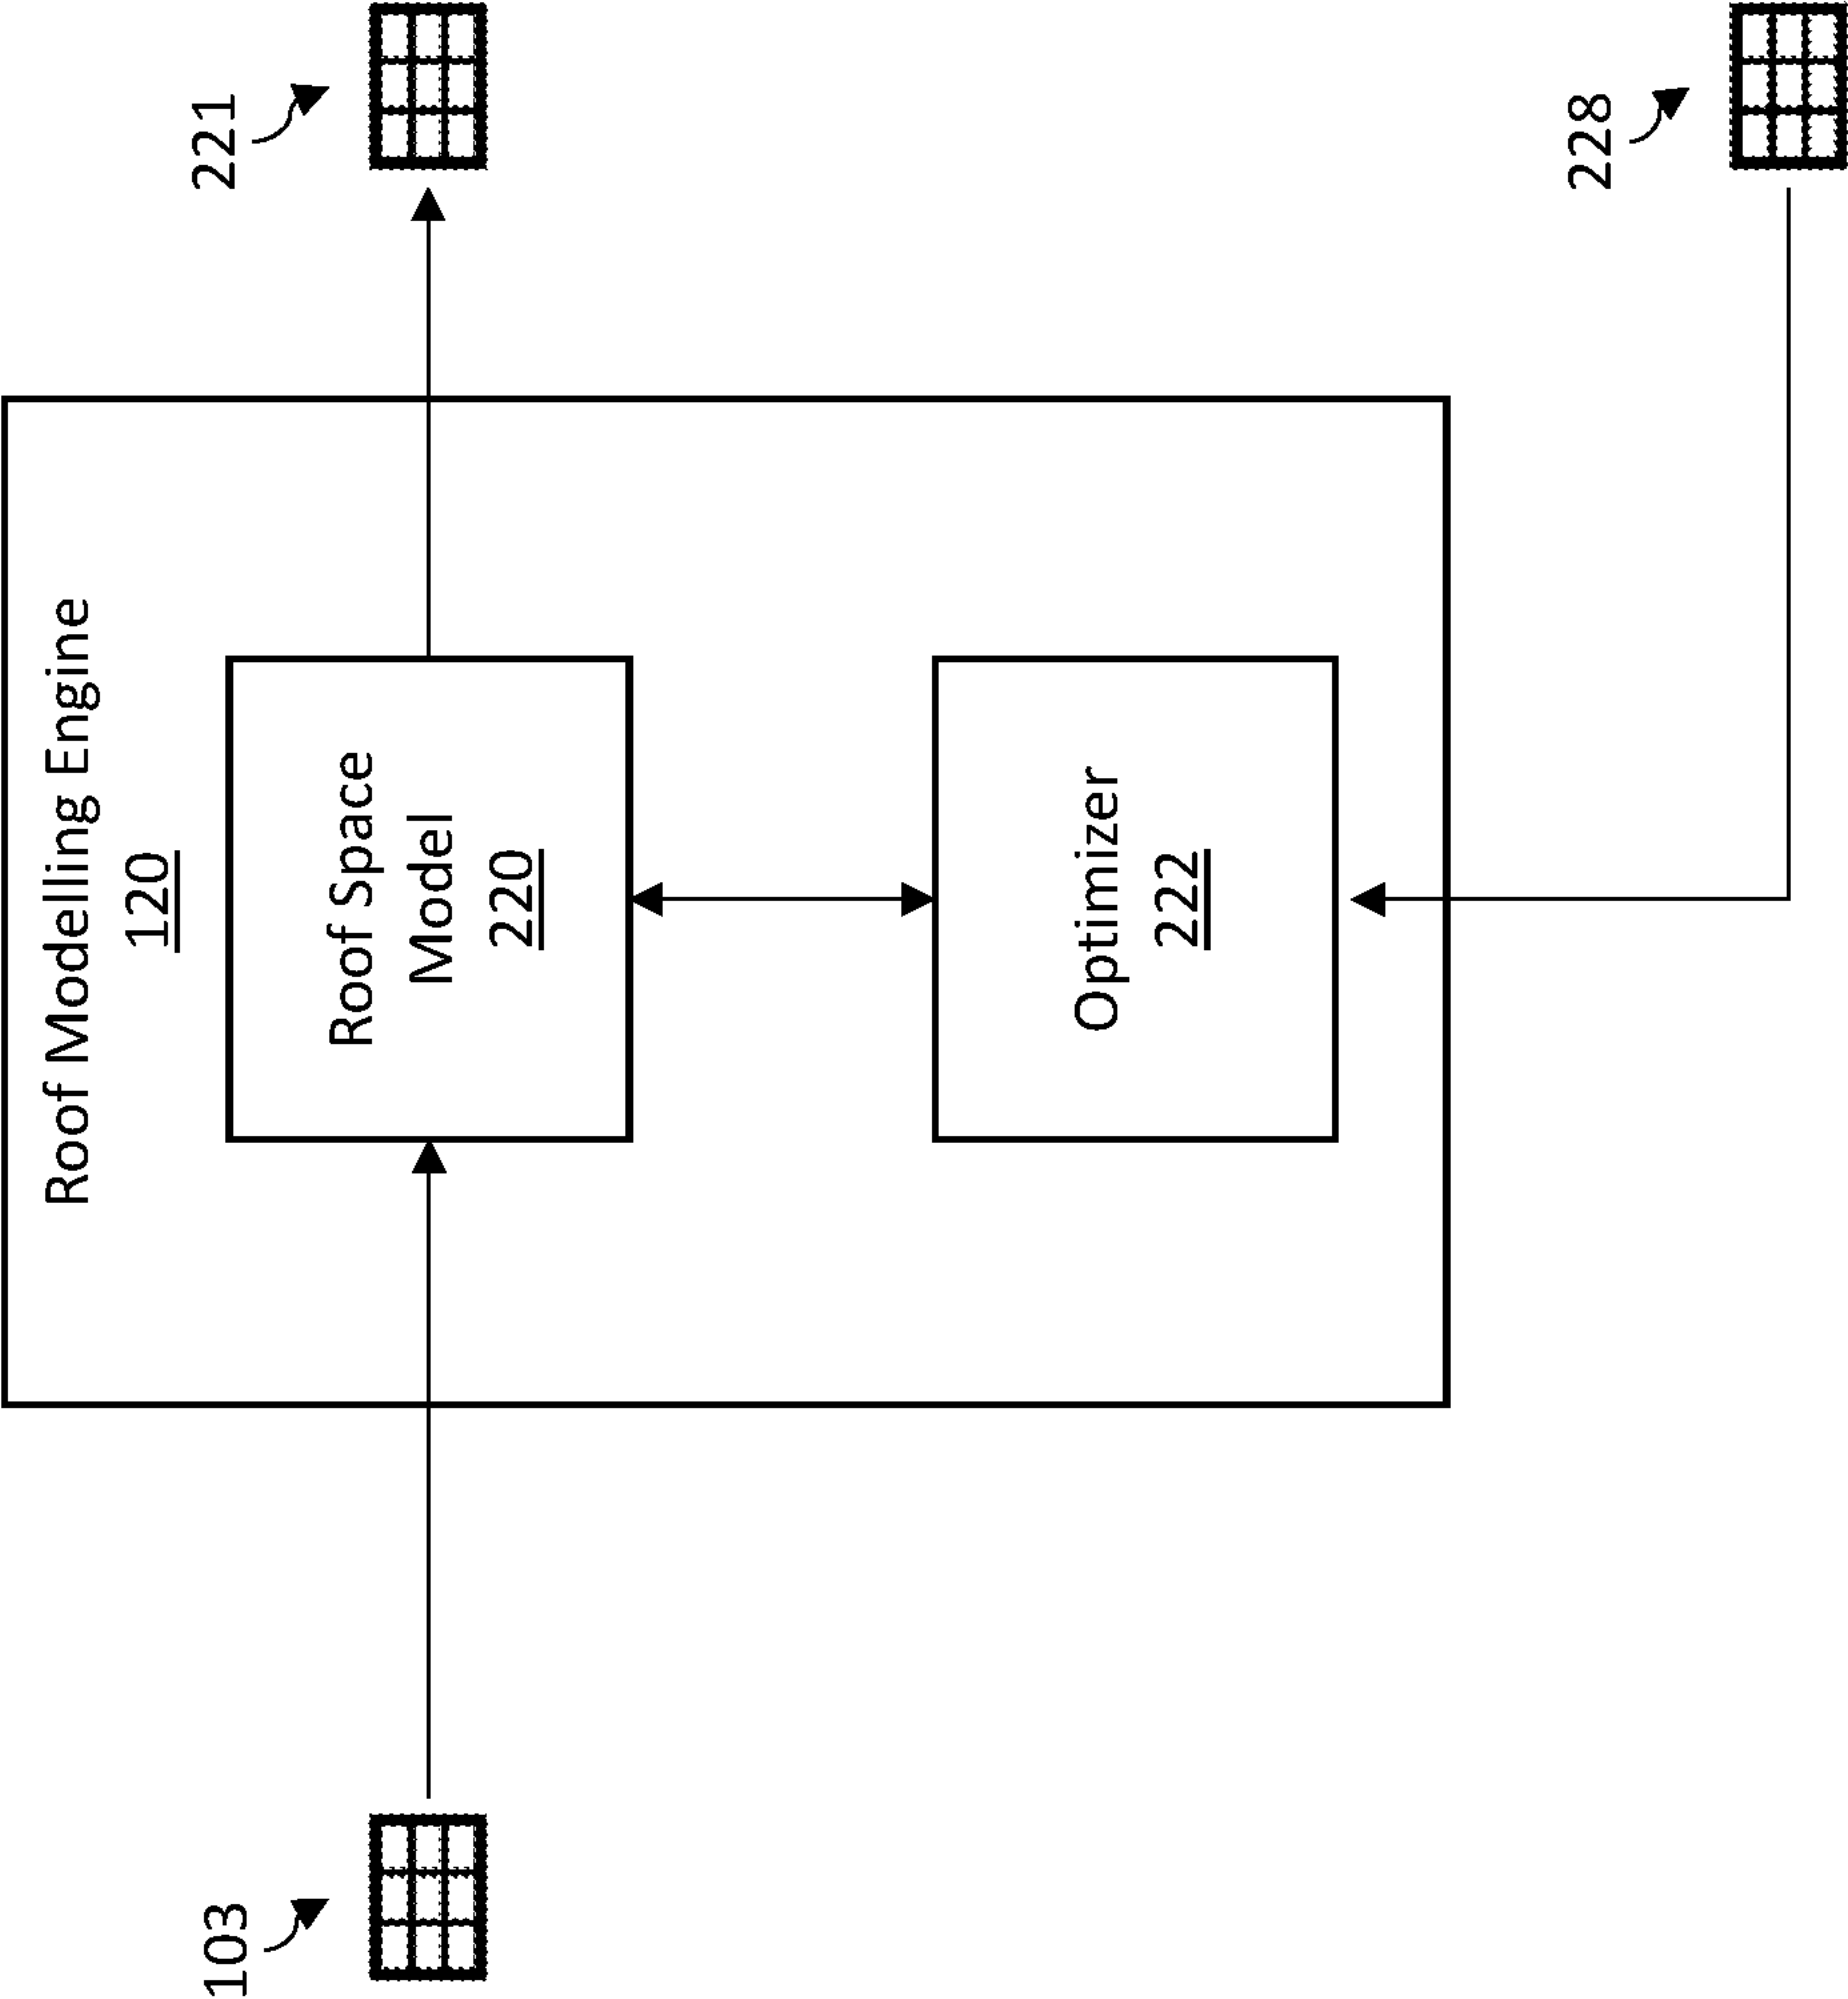 Roof Modelling Engine
120
103
Roof Space
Model
220
221
Optimizer
222
228